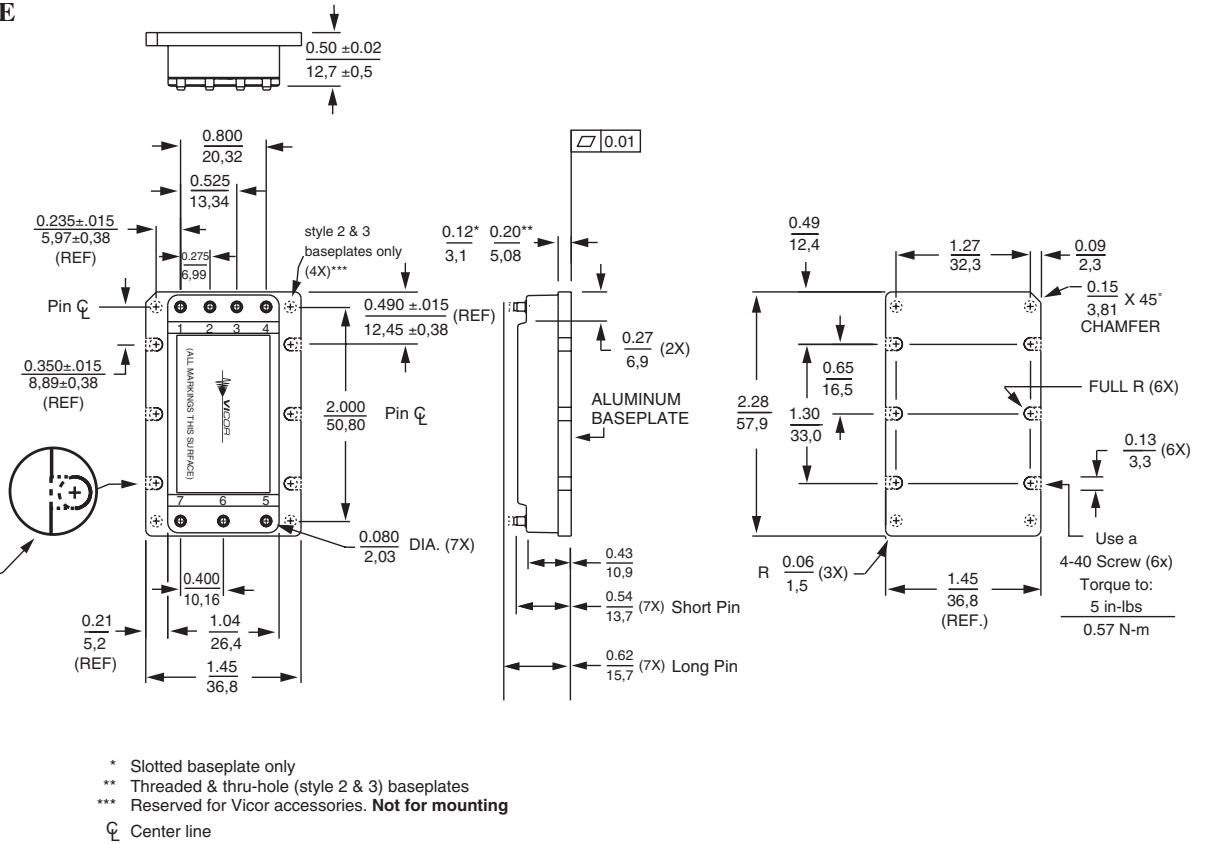 E
0.50 ±0.02
12,7 ±0,5
0.800
20,32
0.525
13,34
0.235±.015
5,97±0,38
(REF)
0.275
6,99
style 2 & 3
baseplates only
(4X)***
Pin ℄
0.490 ±.015 (REF)
12,45 ±0,38
0.350±.015
8,89±0,38
(REF)
1 2 3 4
(ALL MARKINGS THIS SURFACE)
VICOR
2.000
50,80
Pin ℄
7 6 5
0.080
2,03
DIA. (7X)
0.400
10,16
0.21
5,2
(REF)
1.04
26,4
1.45
36,8
0.01
0.12* 0.20**
3,1 5,08
0.27
6,9
(2X)
ALUMINUM
BASEPLATE
0.43
10,9
0.54
13,7
(7X) Short Pin
0.62
15,7
(7X) Long Pin
0.49
12,4
1.27
32,3
0.09
2,3
0.15
3,81
X 45°
CHAMFER
0.65
16,5
FULL R (6X)
2.28
57,9
1.30
33,0
0.13
3,3
(6X)
R 0.06
1,5
(3X)
1.45
36,8
(REF.)
Use a
4-40 Screw (6x)
Torque to:
5 in-lbs
0.57 N-m
* Slotted baseplate only
** Threaded & thru-hole (style 2 & 3) baseplates
*** Reserved for Vicor accessories. Not for mounting
℄ Center line